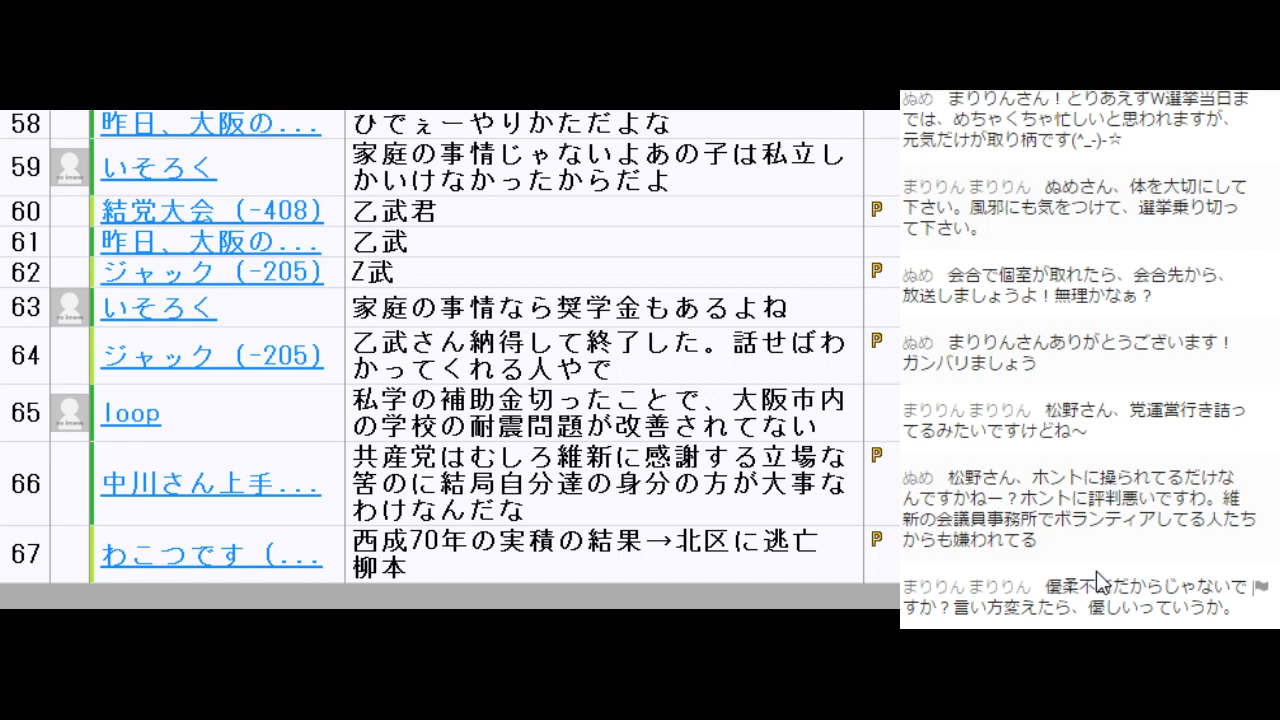 58 昨日、大阪の... ひでぇーやりかただよな
59 いそろく 家庭の事情じゃないよあの子は私立し
かいけなかったからだよ
60 結党大会 (-408) 乙武君 P
61 昨日、大阪の... 乙武
62 ジャック (-205) Z武 P
63 いそろく 家庭の事情なら奨学金もあるよね
64 ジャック (-205) 乙武さん納得して終了した。話せばわ P
かってくれる人やで
65 loop 私学の補助金切ったことで、大阪市内
の学校の耐震問題が改善されてない
66 中川さん上手... 共産党はむしろ維新に感謝する立場な P
筈のに結局自分達の身分の方が大事な
わけなんだな
67 わこつです (... 西成70年の実積の結果→北区に逃亡 P
柳本
ぬめ まりりんさん！とりあえずW選挙当日ま
では、めちゃくちゃ忙しいと思われますが、
元気だけが取り柄です(^_-)-☆
まりりんまりりん ぬめさん、体を大切にして
下さい。風邪にも気をつけて、選挙乗り切っ
て下さい。
ぬめ 会合で個室が取れたら、会合先から、
放送しましょうよ！無理かなぁ？
ぬめ まりりんさんありがとうございます！
ガンバリましょう
まりりんまりりん 松野さん、党運営行き詰っ
てるみたいですけどね～
ぬめ 松野さん、ホントに操られてるだけな
んですかねー？ホントに評判悪いですわ。維
新の会議員事務所でボランティアしてる人たち
からも嫌われてる
まりりんまりりん 優柔不 だからじゃないで
すか？言い方変えたら、優しいっていうか。